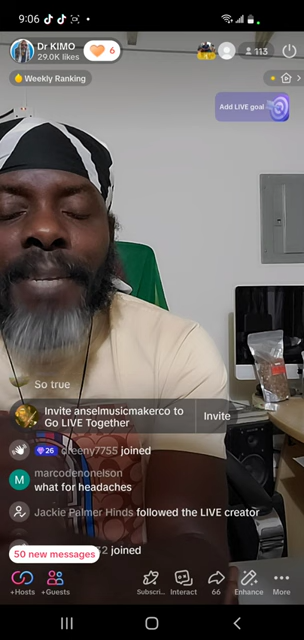 9:06
Dr KIMO
29.0K likes
6
113
Weekly Ranking
Add LIVE goal
So true
Invite anselmusicmakerco to
Go LIVE Together
Invite
26
joined
M
marcodenonelson
what for headaches
Jackie Palmer Hinds followed the LIVE creator
50 new messages
joined
+Hosts
+Guests
Subscri...
Interact
66
Enhance
More